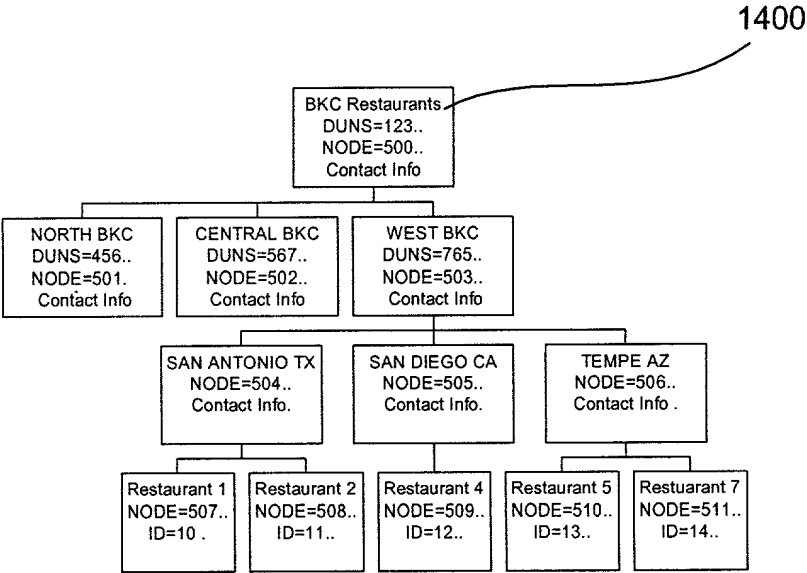 1400
BKC Restaurants
DUNS=123..
NODE=500..
Contact Info
NORTH BKC
DUNS=456..
NODE=501.
Contact Info
CENTRAL BKC
DUNS=567..
NODE=502..
Contact Info
WEST BKC
DUNS=765..
NODE=503..
Contact Info
SAN ANTONIO TX
NODE=504..
Contact Info.
SAN DIEGO CA
NODE=505..
Contact Info.
TEMPE AZ
NODE=506..
Contact Info .
Restaurant 1
NODE=507..
ID=10 .
Restaurant 2
NODE=508..
ID=11..
Restaurant 4
NODE=509..
ID=12..
Restaurant 5
NODE=510..
ID=13..
Restuarant 7
NODE=511..
ID=14..